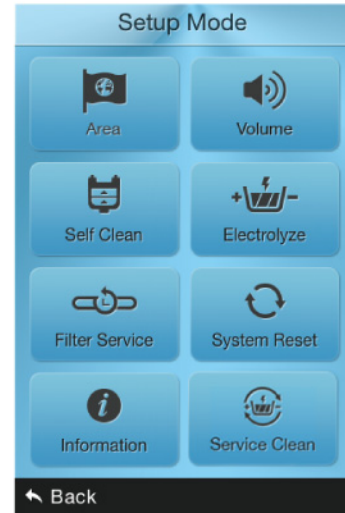 Setup Mode
Area
Volume
Self Clean
Electrolyze
Filter Service
System Reset
Information
Service Clean
Back